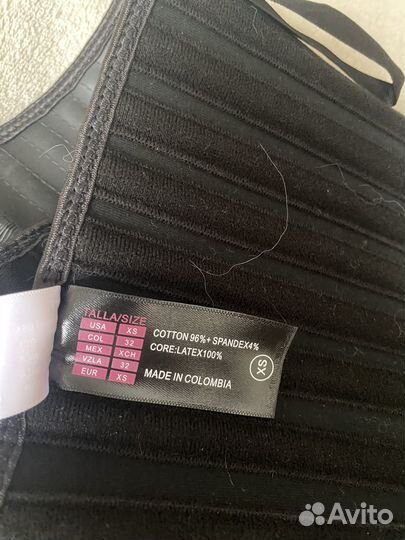 TALLA/SIZE
USA XS
COL 32
MEX XCH
VZLA 32
EUR XS
COTTON 96%+ SPANDEX4%
CORE:LATEX100%
MADE IN COLOMBIA
XS
Avito